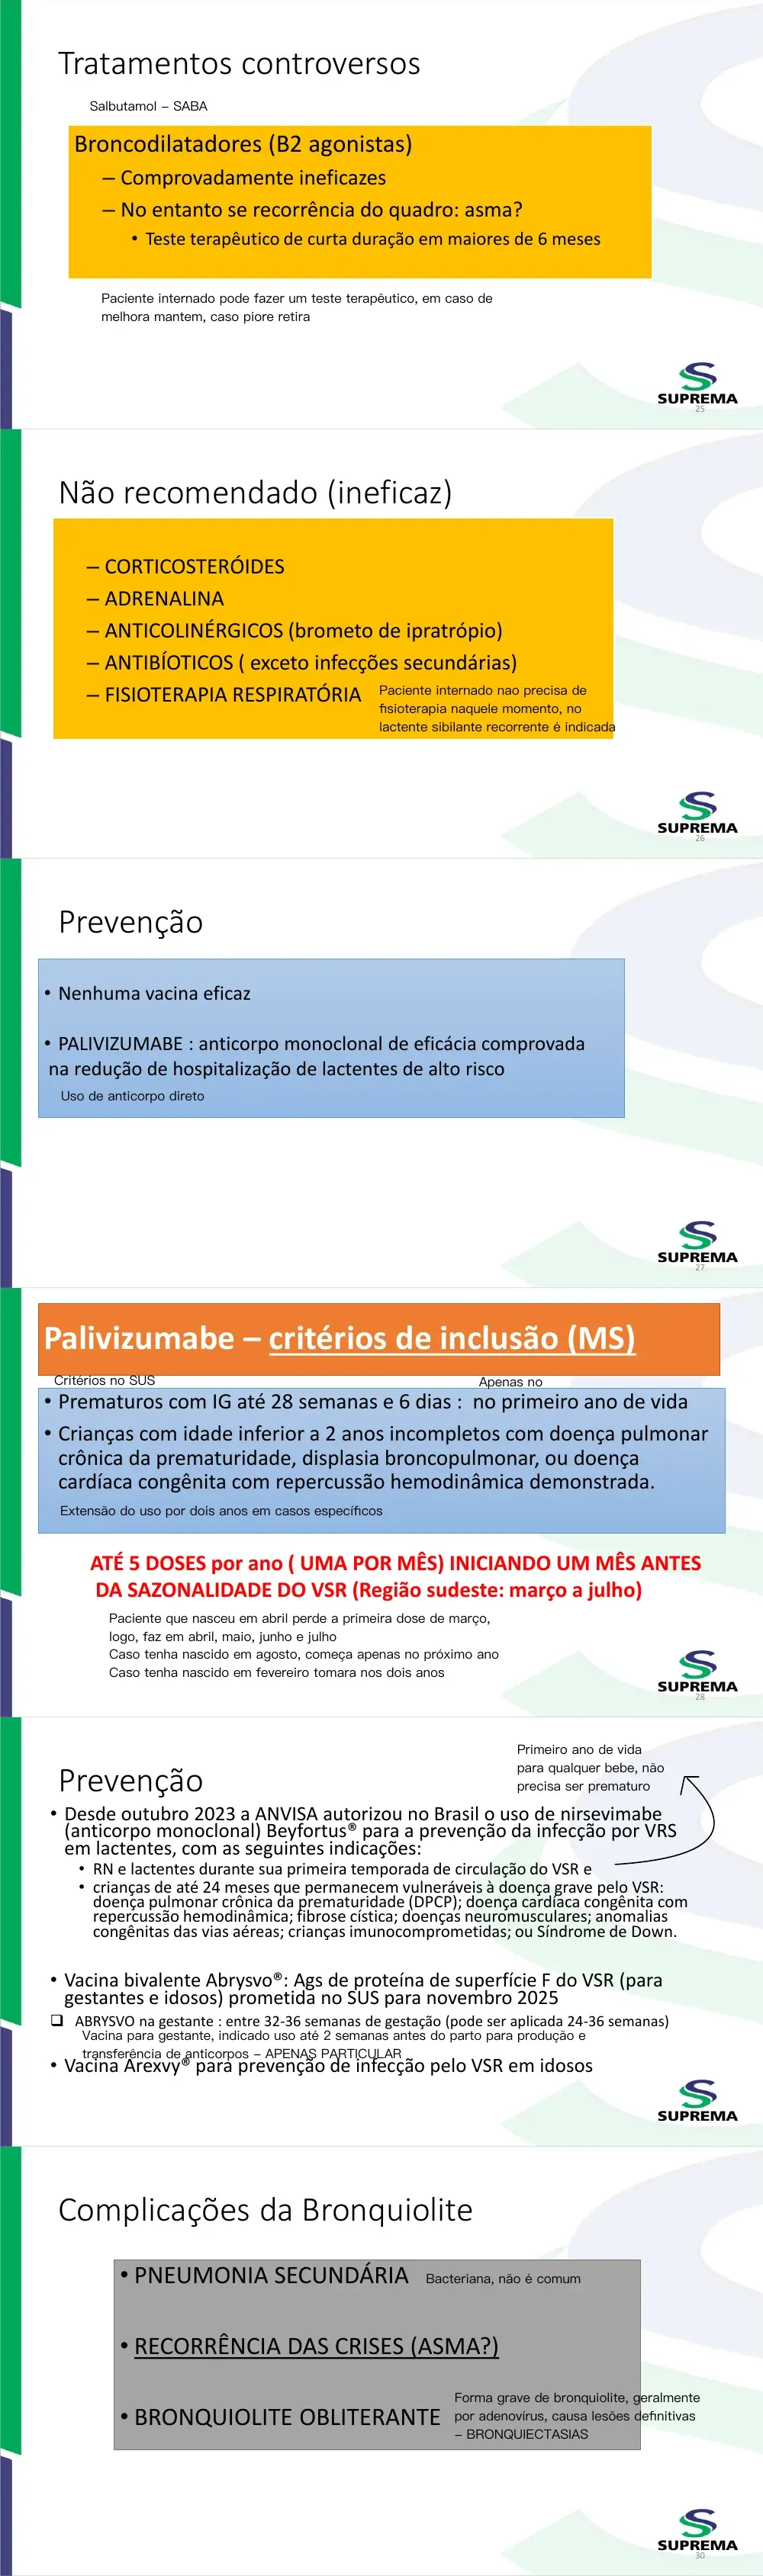 Tratamentos controversos
Salbutamol – SABA
Broncodilatadores (B2 agonistas)
– Comprovadamente ineficazes
– No entanto se recorrência do quadro: asma?
• Teste terapêutico de curta duração em maiores de 6 meses
Paciente internado pode fazer um teste terapêutico, em caso de
melhora mantem, caso piore retira
SUPREMA
25
Não recomendado (ineficaz)
– CORTICOSTERÓIDES
– ADRENALINA
– ANTICOLINÉRGICOS (brometo de ipratrópio)
– ANTIBÍOTICOS ( exceto infecções secundárias)
– FISIOTERAPIA RESPIRATÓRIA
Paciente internado nao precisa de
fisioterapia naquele momento, no
lactente sibilante recorrente é indicada
SUPREMA
26
Prevenção
• Nenhuma vacina eficaz
• PALIVIZUMABE : anticorpo monoclonal de eficácia comprovada
na redução de hospitalização de lactentes de alto risco
Uso de anticorpo direto
SUPREMA
27
Palivizumabe – critérios de inclusão (MS)
Critérios no SUS
Apenas no
• Prematuros com IG até 28 semanas e 6 dias : no primeiro ano de vida
• Crianças com idade inferior a 2 anos incompletos com doença pulmonar
crônica da prematuridade, displasia broncopulmonar, ou doença
cardíaca congênita com repercussão hemodinâmica demonstrada.
Extensão do uso por dois anos em casos específicos
ATÉ 5 DOSES por ano ( UMA POR MÊS) INICIANDO UM MÊS ANTES
DA SAZONALIDADE DO VSR (Região sudeste: março a julho)
Paciente que nasceu em abril perde a primeira dose de março,
logo, faz em abril, maio, junho e julho
Caso tenha nascido em agosto, começa apenas no próximo ano
Caso tenha nascido em fevereiro tomara nos dois anos
SUPREMA
28
Primeiro ano de vida
para qualquer bebe, não
precisa ser prematuro
Prevenção
• Desde outubro 2023 a ANVISA autorizou no Brasil o uso de nirsevimabe
(anticorpo monoclonal) Beyfortus® para a prevenção da infecção por VRS
em lactentes, com as seguintes indicações:
• RN e lactentes durante sua primeira temporada de circulação do VSR e
• crianças de até 24 meses que permanecem vulneráveis à doença grave pelo VSR:
doença pulmonar crônica da prematuridade (DPCP); doença cardíaca congênita com
repercussão hemodinâmica; fibrose cística; doenças neuromusculares; anomalias
congênitas das vias aéreas; crianças imunocomprometidas; ou Síndrome de Down.
• Vacina bivalente Abrysvo®: Ags de proteína de superfície F do VSR (para
gestantes e idosos) prometida no SUS para novembro 2025
❑ ABRYSVO na gestante : entre 32-36 semanas de gestação (pode ser aplicada 24-36 semanas)
Vacina para gestante, indicado uso até 2 semanas antes do parto para produção e
transferência de anticorpos – APENAS PARTICULAR
• Vacina Arexvy® para prevenção de infecção pelo VSR em idosos
SUPREMA
Complicações da Bronquiolite
• PNEUMONIA SECUNDÁRIA
Bacteriana, não é comum
• RECORRÊNCIA DAS CRISES (ASMA?)
• BRONQUIOLITE OBLITERANTE
Forma grave de bronquiolite, geralmente
por adenovírus, causa lesões definitivas
– BRONQUIECTASIAS
SUPREMA
30